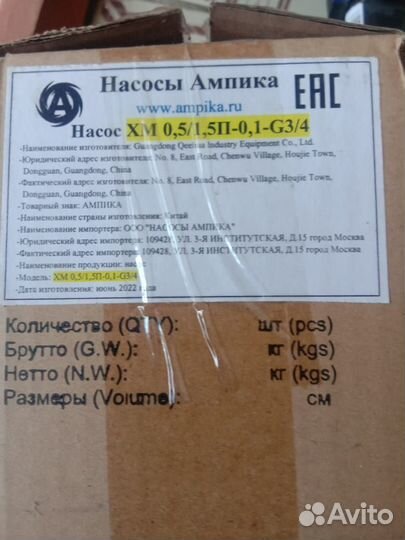 Насосы Ампика
www.ampika.ru
EAC
Насос ХМ 0,5/1,5П-0,1-G3/4
-Наименование изготовителя: Guangdong Qeehua Industry Equipment Co., Ltd.
-Юридический адрес изготовителя: No. 8, East Road, Chenwu Village, Houjie Town,
Dongguan, Guangdong, China
-Фактический адрес изготовителя: No. 8, East Road, Chenwu Village, Houjie Town,
Dongguan, Guangdong, China
-Товарный знак: АМПИКА
-Наименование страны изготовления: Китай
-Наименование импортера: ООО "НАСОСЫ АМПИКА"
-Юридический адрес импортера: 109428, УЛ. 3-Я ИНСТИТУТСКАЯ, Д.15 город Москва
-Фактический адрес импортера: 109428, УЛ. 3-Я ИНСТИТУТСКАЯ, Д.15 город Москва
-Наименование продукции: насос
-Модель: ХМ 0,5/1,5П-0,1-G3/4
-Дата изготовления: июнь 2022 года
Количество (QTY): шт (pcs)
Брутто (G.W.): кг (kgs)
Нетто (N.W.): кг (kgs)
Размеры (Volume): см
Avito